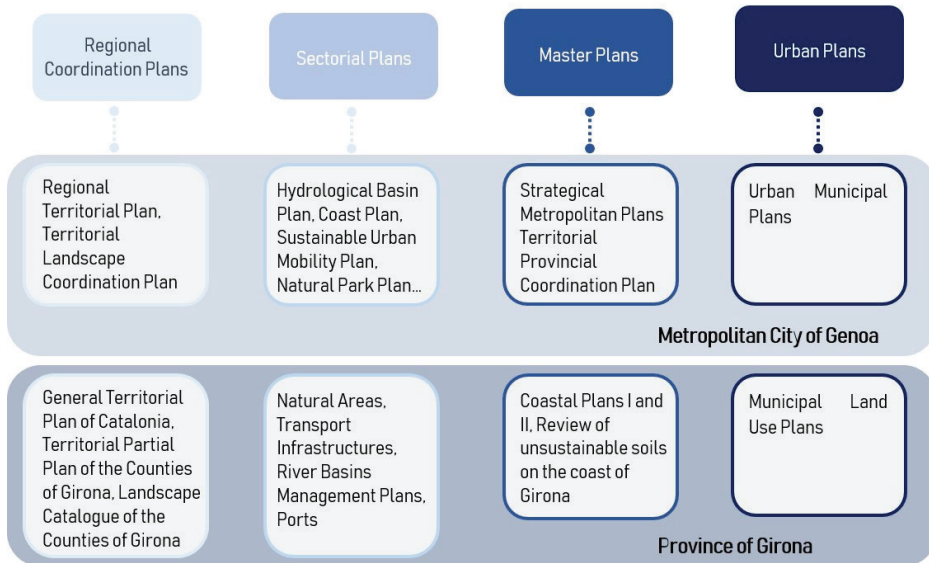 Regional
Coordination Plans
Sectorial Plans
Master Plans
Urban Plans
Regional
Territorial Plan,
Territorial
Landscape
Coordination Plan
Hydrological Basin
Plan, Coast Plan,
Sustainable Urban
Mobility Plan,
Natural Park Plan...
Strategical
Metropolitan Plans
Territorial
Provincial
Coordination Plan
Urban Municipal
Plans
Metropolitan City of Genoa
General Territorial
Plan of Catalonia,
Territorial Partial
Plan of the Counties
of Girona, Landscape
Catalogue of the
Counties of Girona
Natural Areas,
Transport
Infrastructures,
River Basins
Management Plans,
Ports
Coastal Plans I and
II, Review of
unsustainable soils
on the coast of
Girona
Municipal Land
Use Plans
Province of Girona